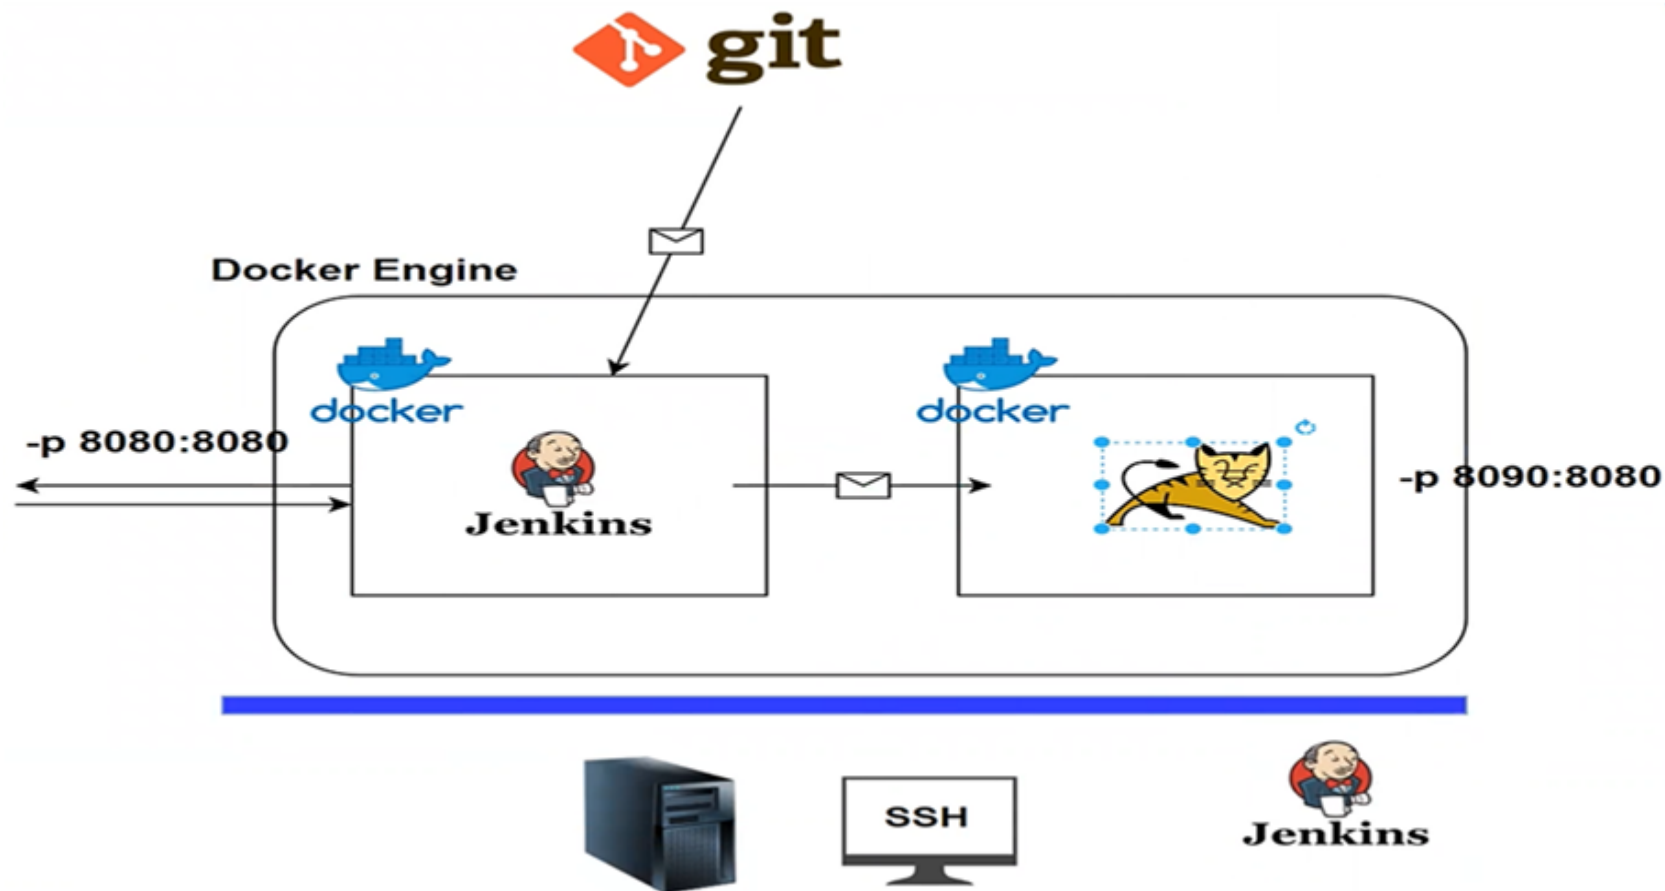 git
Docker Engine
docker
docker
-p 8080:8080
-p 8090:8080
Jenkins
SSH
Jenkins